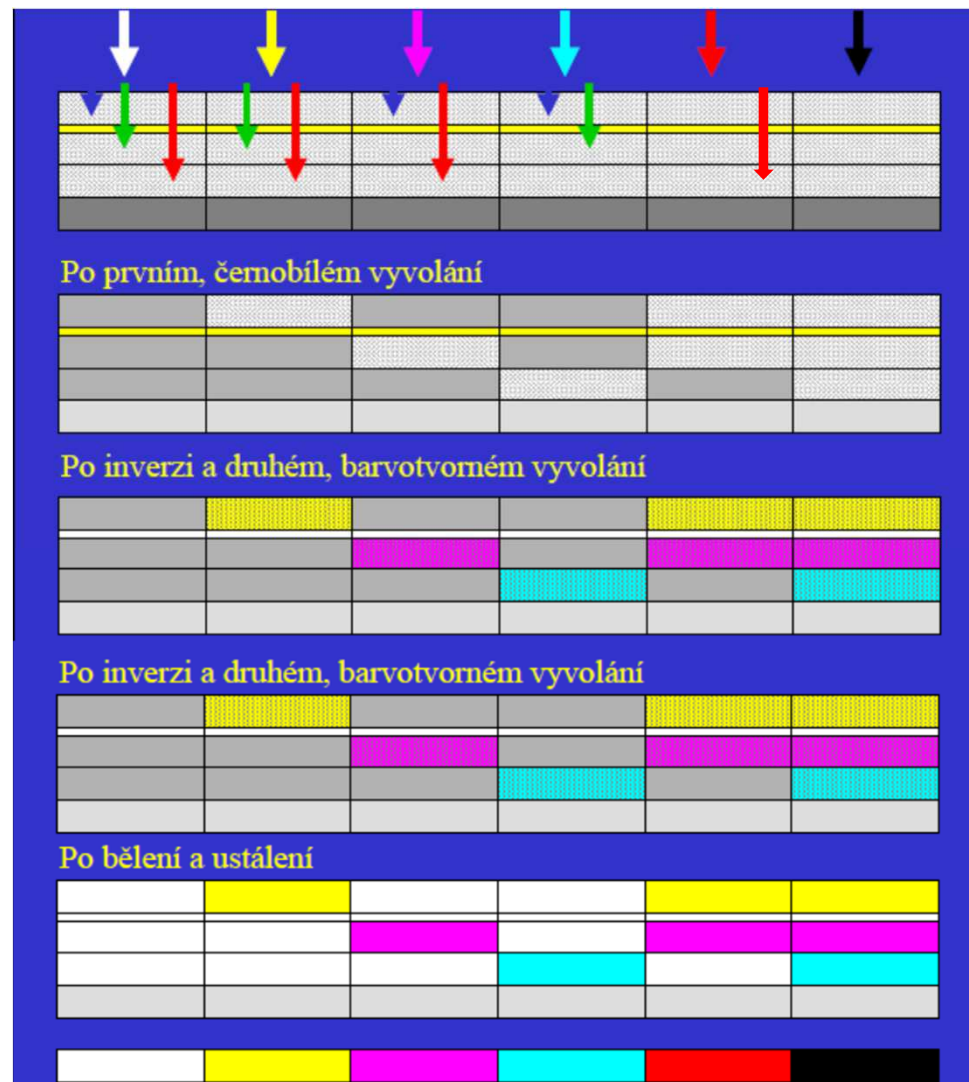 Po prvním, černobílém vyvolání
Po inverzi a druhém, barvotvorném vyvolání
Po inverzi a druhém, barvotvorném vyvolání
Po bělení a ustálení